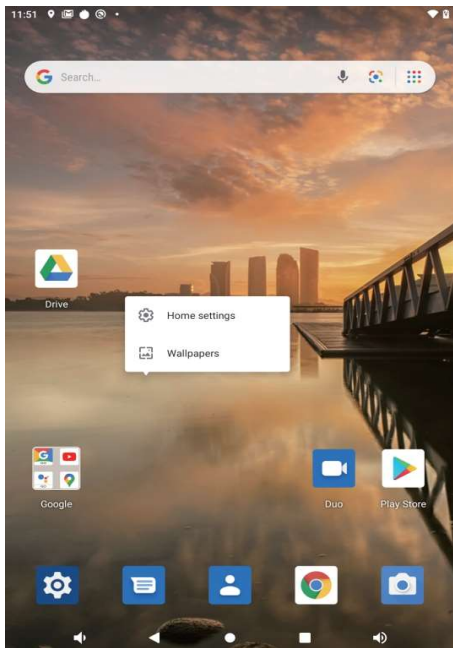 11:51
Search...
Drive
Home settings
Wallpapers
Google
Duo
Play Store